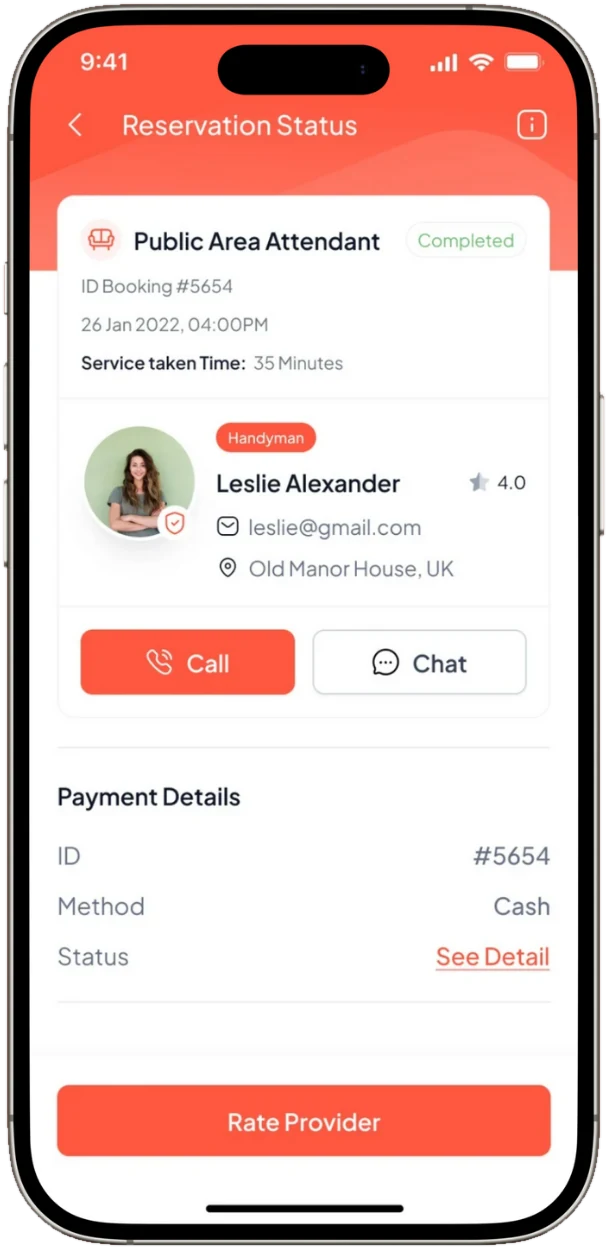 9:41
Reservation Status
Public Area Attendant Completed
ID Booking #5654
26 Jan 2022, 04:00PM
Service taken Time: 35 Minutes
Handyman
Leslie Alexander 4.0
leslie@gmail.com
Old Manor House, UK
Call Chat
Payment Details
ID #5654
Method Cash
Status See Detail
Rate Provider